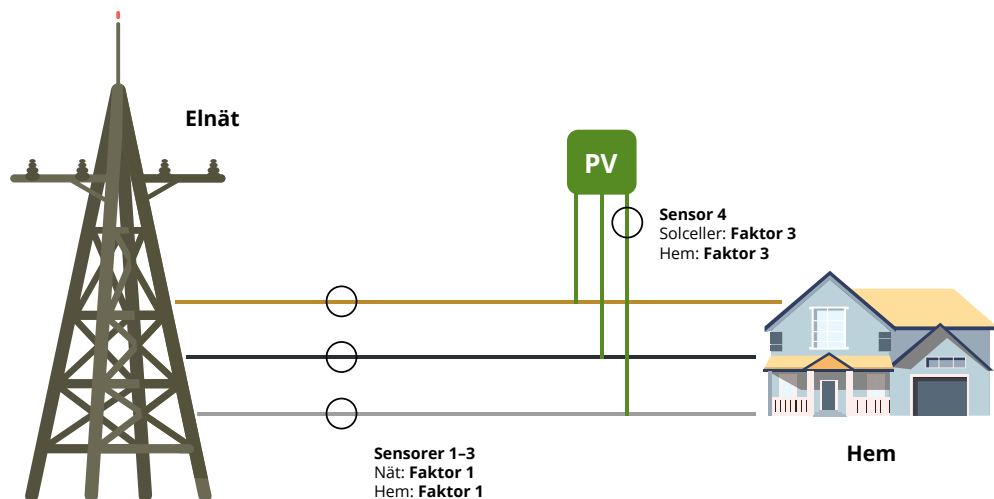 Elnät
PV
Sensor 4
Solceller: Faktor 3
Hem: Faktor 3
Hem
Sensorer 1–3
Nät: Faktor 1
Hem: Faktor 1